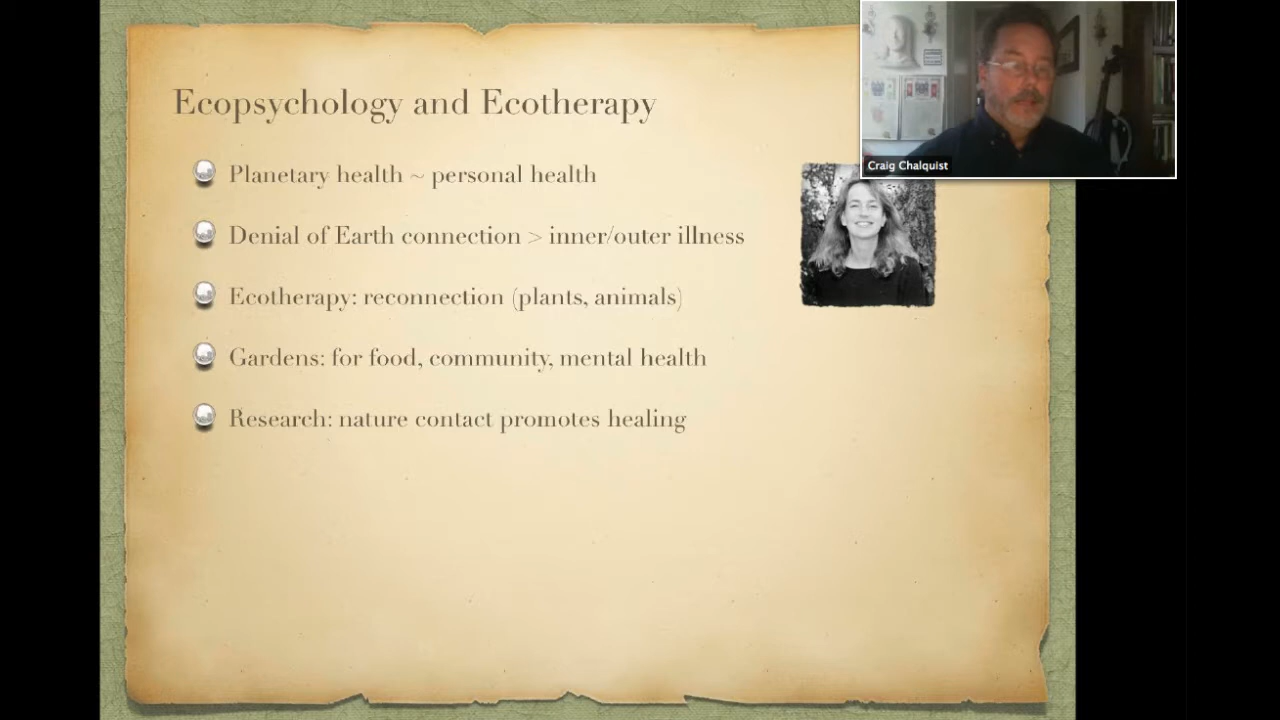 Ecopsychology and Ecotherapy
Planetary health ~ personal health
Denial of Earth connection > inner/outer illness
Ecotherapy: reconnection (plants, animals)
Gardens: for food, community, mental health
Research: nature contact promotes healing
Craig Chalquist